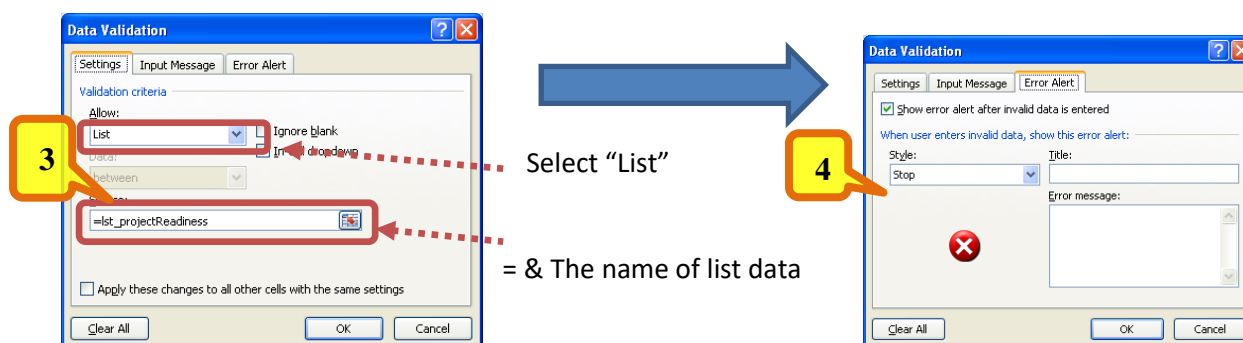 Data Validation
Settings Input Message Error Alert
Validation criteria
Allow:
List
Ignore blank
Data:
between
=lst_projectReadiness
Apply these changes to all other cells with the same settings
Clear All OK Cancel
3
Select “List”
= & The name of list data
Data Validation
Settings Input Message Error Alert
Show error alert after invalid data is entered
When user enters invalid data, show this error alert:
Style: Title:
Stop
Error message:
4
Clear All OK Cancel